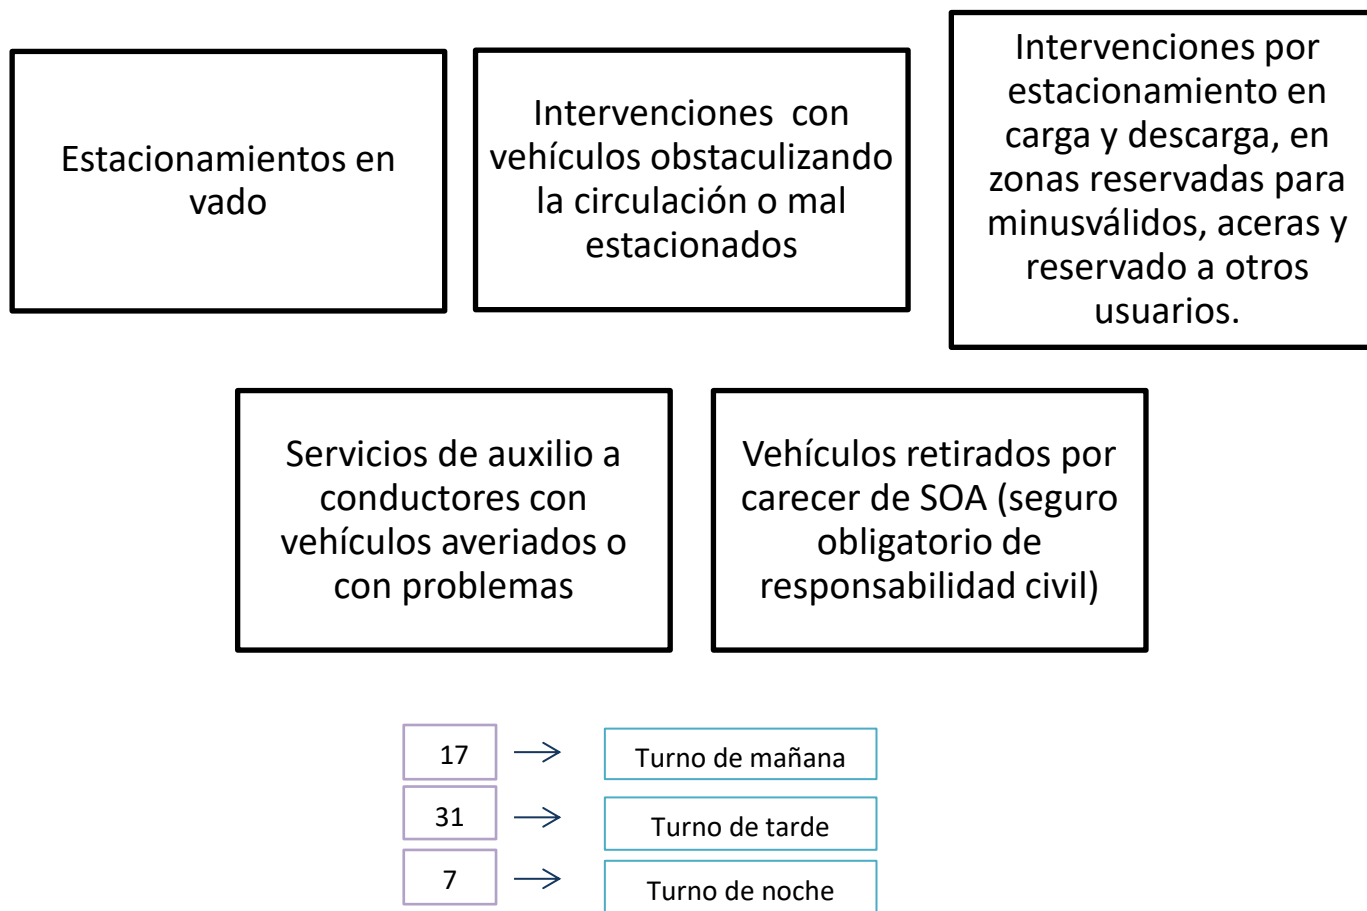 Estacionamientos en
vado
Intervenciones con
vehículos obstaculizando
la circulación o mal
estacionados
Intervenciones por
estacionamiento en
carga y descarga, en
zonas reservadas para
minusválidos, aceras y
reservado a otros
usuarios.
Servicios de auxilio a
conductores con
vehículos averiados o
con problemas
Vehículos retirados por
carecer de SOA (seguro
obligatorio de
responsabilidad civil)
17 → Turno de mañana
31 → Turno de tarde
7 → Turno de noche